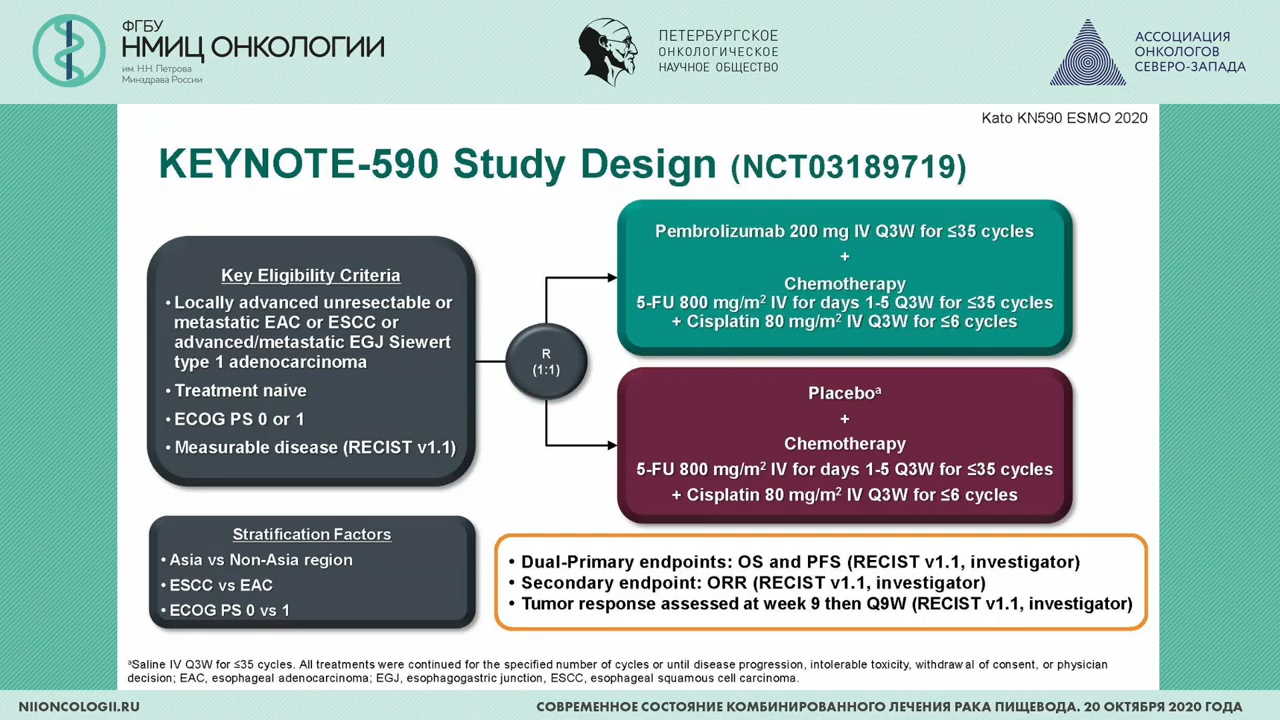 ФГБУ
НМИЦ ОНКОЛОГИИ
им. Н.Н. Петрова
Минздрава России
ПЕТЕРБУРГСКОЕ
ОНКОЛОГИЧЕСКОЕ
НАУЧНОЕ ОБЩЕСТВО
АССОЦИАЦИЯ
ОНКОЛОГОВ
СЕВЕРО-ЗАПАДА
Kato KN590 ESMO 2020
KEYNOTE-590 Study Design (NCT03189719)
Key Eligibility Criteria
• Locally advanced unresectable or
metastatic EAC or ESCC or
advanced/metastatic EGJ Siewert
type 1 adenocarcinoma
• Treatment naive
• ECOG PS 0 or 1
• Measurable disease (RECIST v1.1)
R
(1:1)
Pembrolizumab 200 mg IV Q3W for ≤35 cycles
+
Chemotherapy
5-FU 800 mg/m² IV for days 1-5 Q3W for ≤35 cycles
+ Cisplatin 80 mg/m² IV Q3W for ≤6 cycles
Placeboᵃ
+
Chemotherapy
5-FU 800 mg/m² IV for days 1-5 Q3W for ≤35 cycles
+ Cisplatin 80 mg/m² IV Q3W for ≤6 cycles
Stratification Factors
• Asia vs Non-Asia region
• ESCC vs EAC
• ECOG PS 0 vs 1
• Dual-Primary endpoints: OS and PFS (RECIST v1.1, investigator)
• Secondary endpoint: ORR (RECIST v1.1, investigator)
• Tumor response assessed at week 9 then Q9W (RECIST v1.1, investigator)
ᵃSaline IV Q3W for ≤35 cycles. All treatments were continued for the specified number of cycles or until disease progression, intolerable toxicity, withdrawal of consent, or physician
decision; EAC, esophageal adenocarcinoma; EGJ, esophagogastric junction, ESCC, esophageal squamous cell carcinoma.
NIIONCOLOGII.RU
СОВРЕМЕННОЕ СОСТОЯНИЕ КОМБИНИРОВАННОГО ЛЕЧЕНИЯ РАКА ПИЩЕВОДА. 20 ОКТЯБРЯ 2020 ГОДА